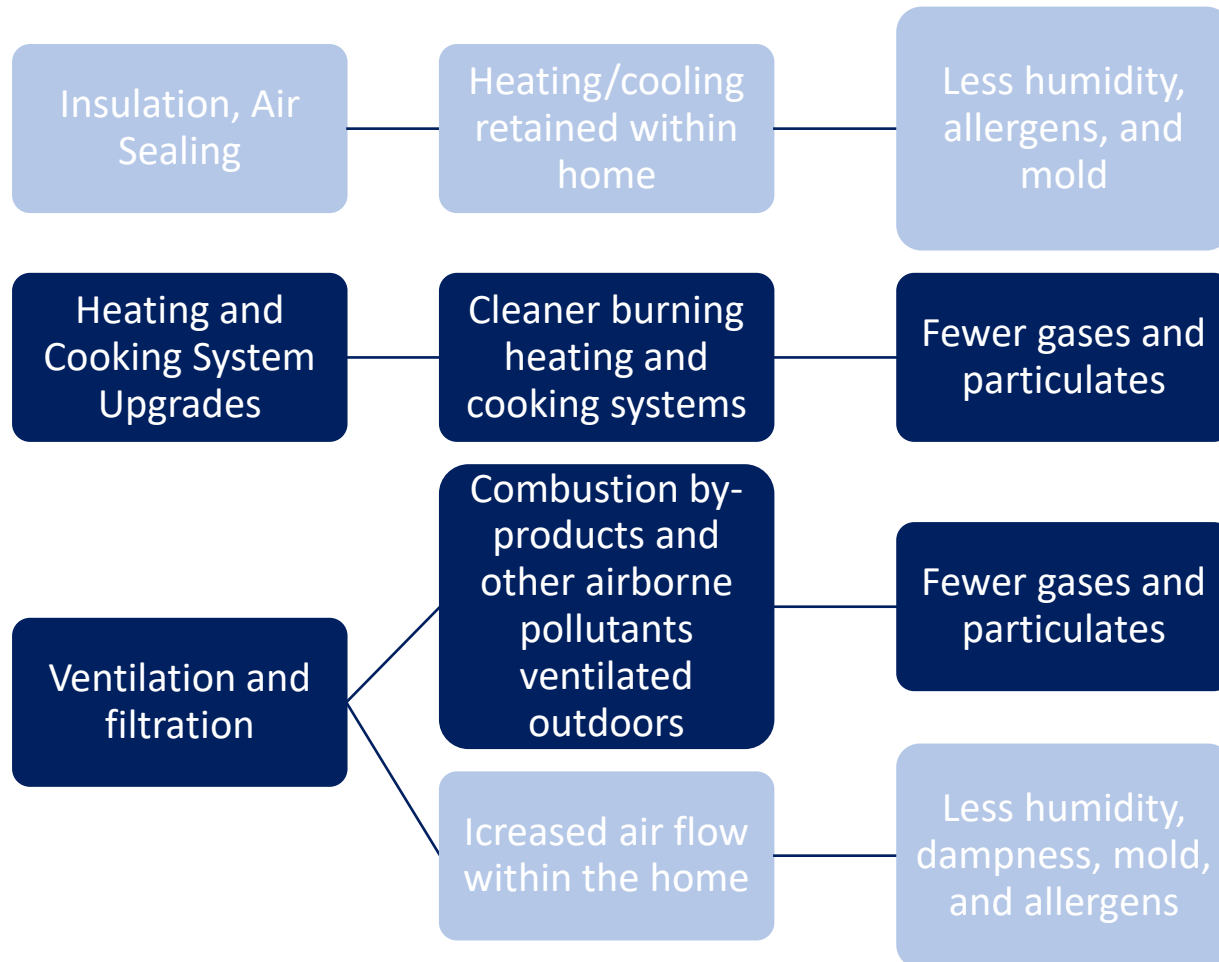 Insulation, Air
Sealing
Heating/cooling
retained within
home
Less humidity,
allergens, and
mold
Heating and
Cooking System
Upgrades
Cleaner burning
heating and
cooking systems
Fewer gases and
particulates
Ventilation and
filtration
Combustion by-
products and
other airborne
pollutants
ventilated
outdoors
Fewer gases and
particulates
Icreased air flow
within the home
Less humidity,
dampness, mold,
and allergens